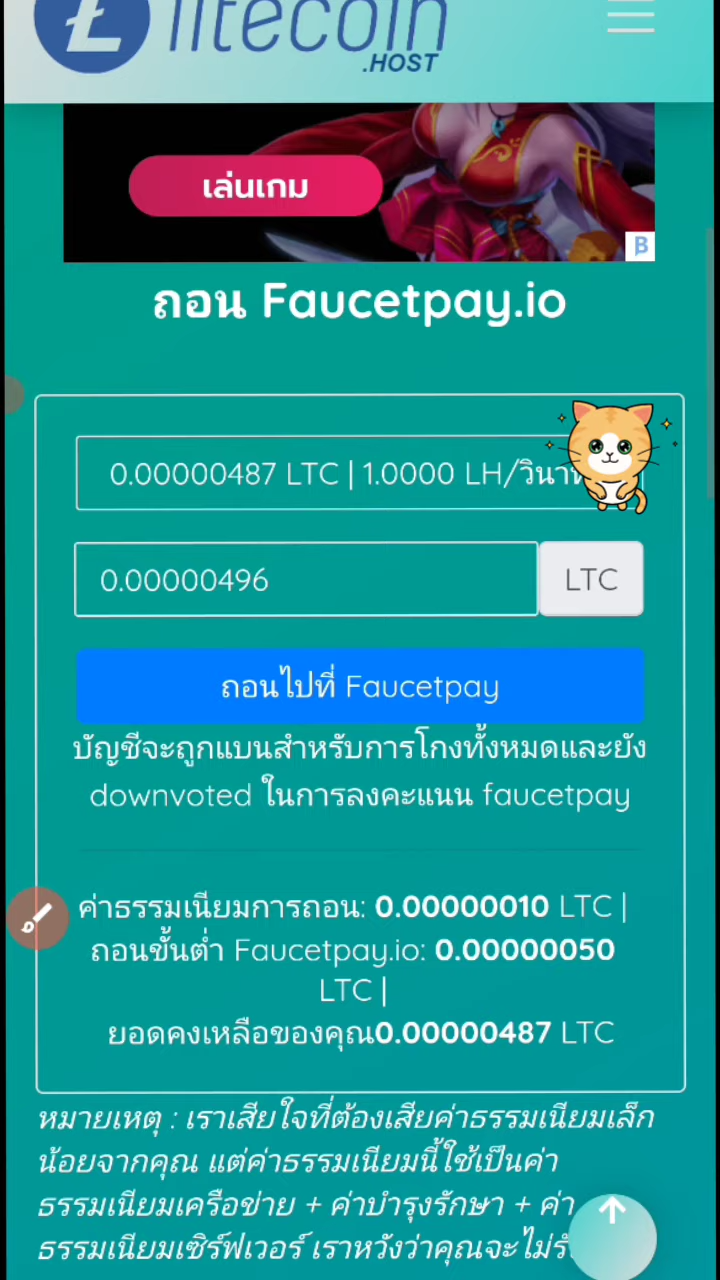 litecoin
.HOST
เล่นเกม
B
ถอน Faucetpay.io
0.00000487 LTC | 1.0000 LH/
0.00000496
LTC
ถอนไปที่ Faucetpay
บัญชีจะถูกแบนสำหรับการโกงทั้งหมดและยัง
downvoted ในการลงคะแนน faucetpay
ค่าธรรมเนียมการถอน: 0.00000010 LTC |
ถอนขั้นต่ำ Faucetpay.io: 0.00000050
LTC |
ยอดคงเหลือของคุณ0.00000487 LTC
หมายเหตุ : เราเสียใจที่ต้องเสียค่าธรรมเนียมเล็ก
น้อยจากคุณ แต่ค่าธรรมเนียมนี้ใช้เป็นค่า
ธรรมเนียมเครือข่าย + ค่าบำรุงรักษา + ค่า
ธรรมเนียมเซิร์ฟเวอร์ เราหวังว่าคุณจะไม่